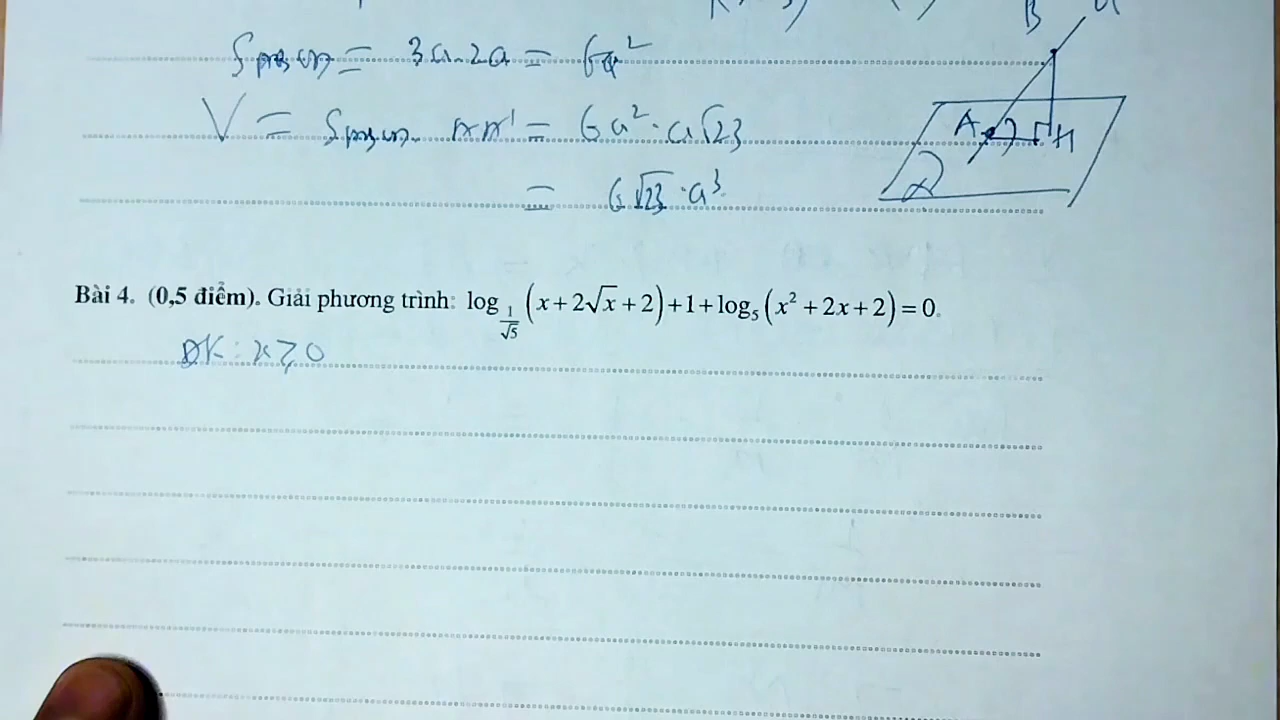 B
= 3a.2a = 6a²
V = = 6a².a√23
A H
= 6√23.a³
α
Bài 4. (0,5 điểm). Giải phương trình: log_{1/√5}(x+2√x+2)+1+log₅(x²+2x+2)=0.
ĐK: x ≥ 0